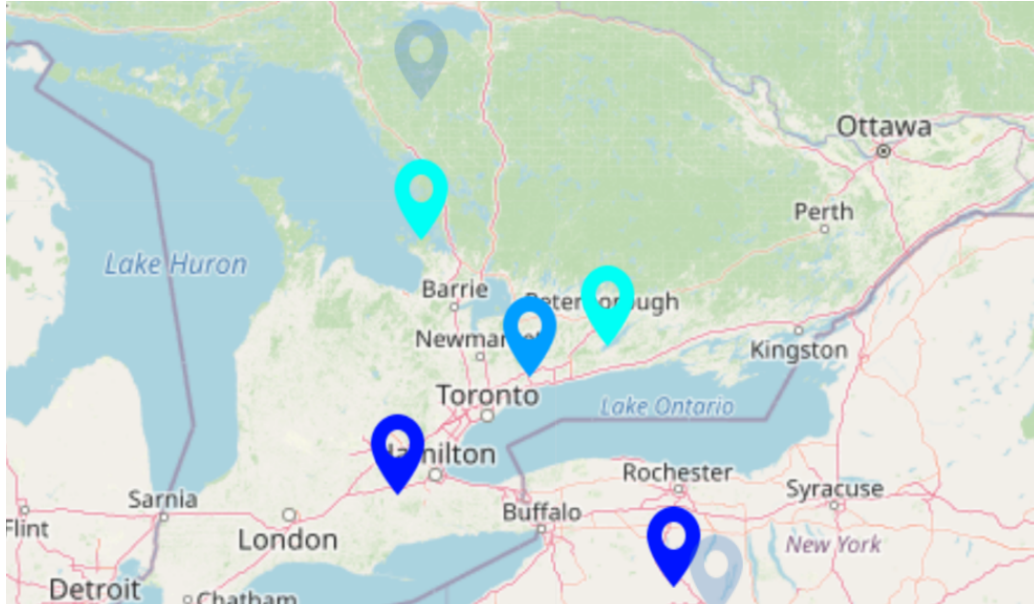 Ottawa
Perth
Lake Huron
Barrie
Peterborough
Newmarket
Kingston
Toronto
Lake Ontario
Hamilton
Rochester
Sarnia
Syracuse
Buffalo
Flint
London
New York
Detroit
Chatham